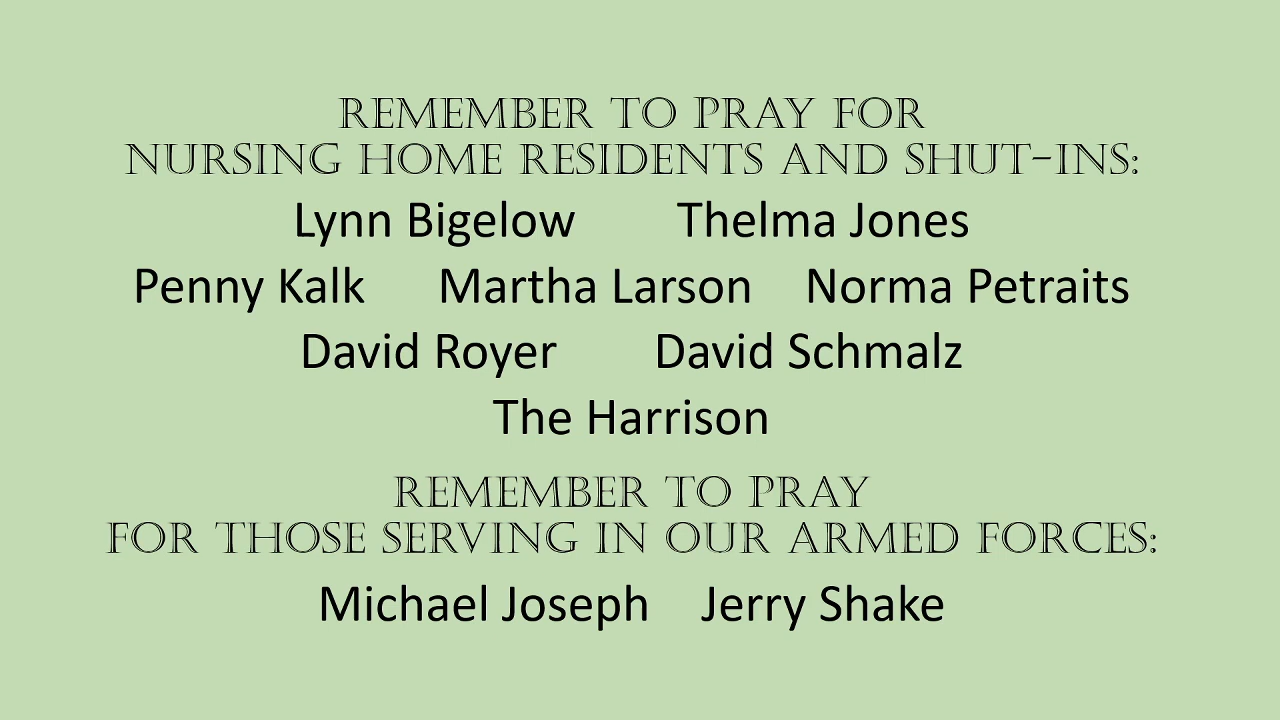 REMEMBER TO PRAY FOR
NURSING HOME RESIDENTS AND SHUT-INS:
Lynn Bigelow Thelma Jones
Penny Kalk Martha Larson Norma Petraits
David Royer David Schmalz
The Harrison
REMEMBER TO PRAY
FOR THOSE SERVING IN OUR ARMED FORCES:
Michael Joseph Jerry Shake